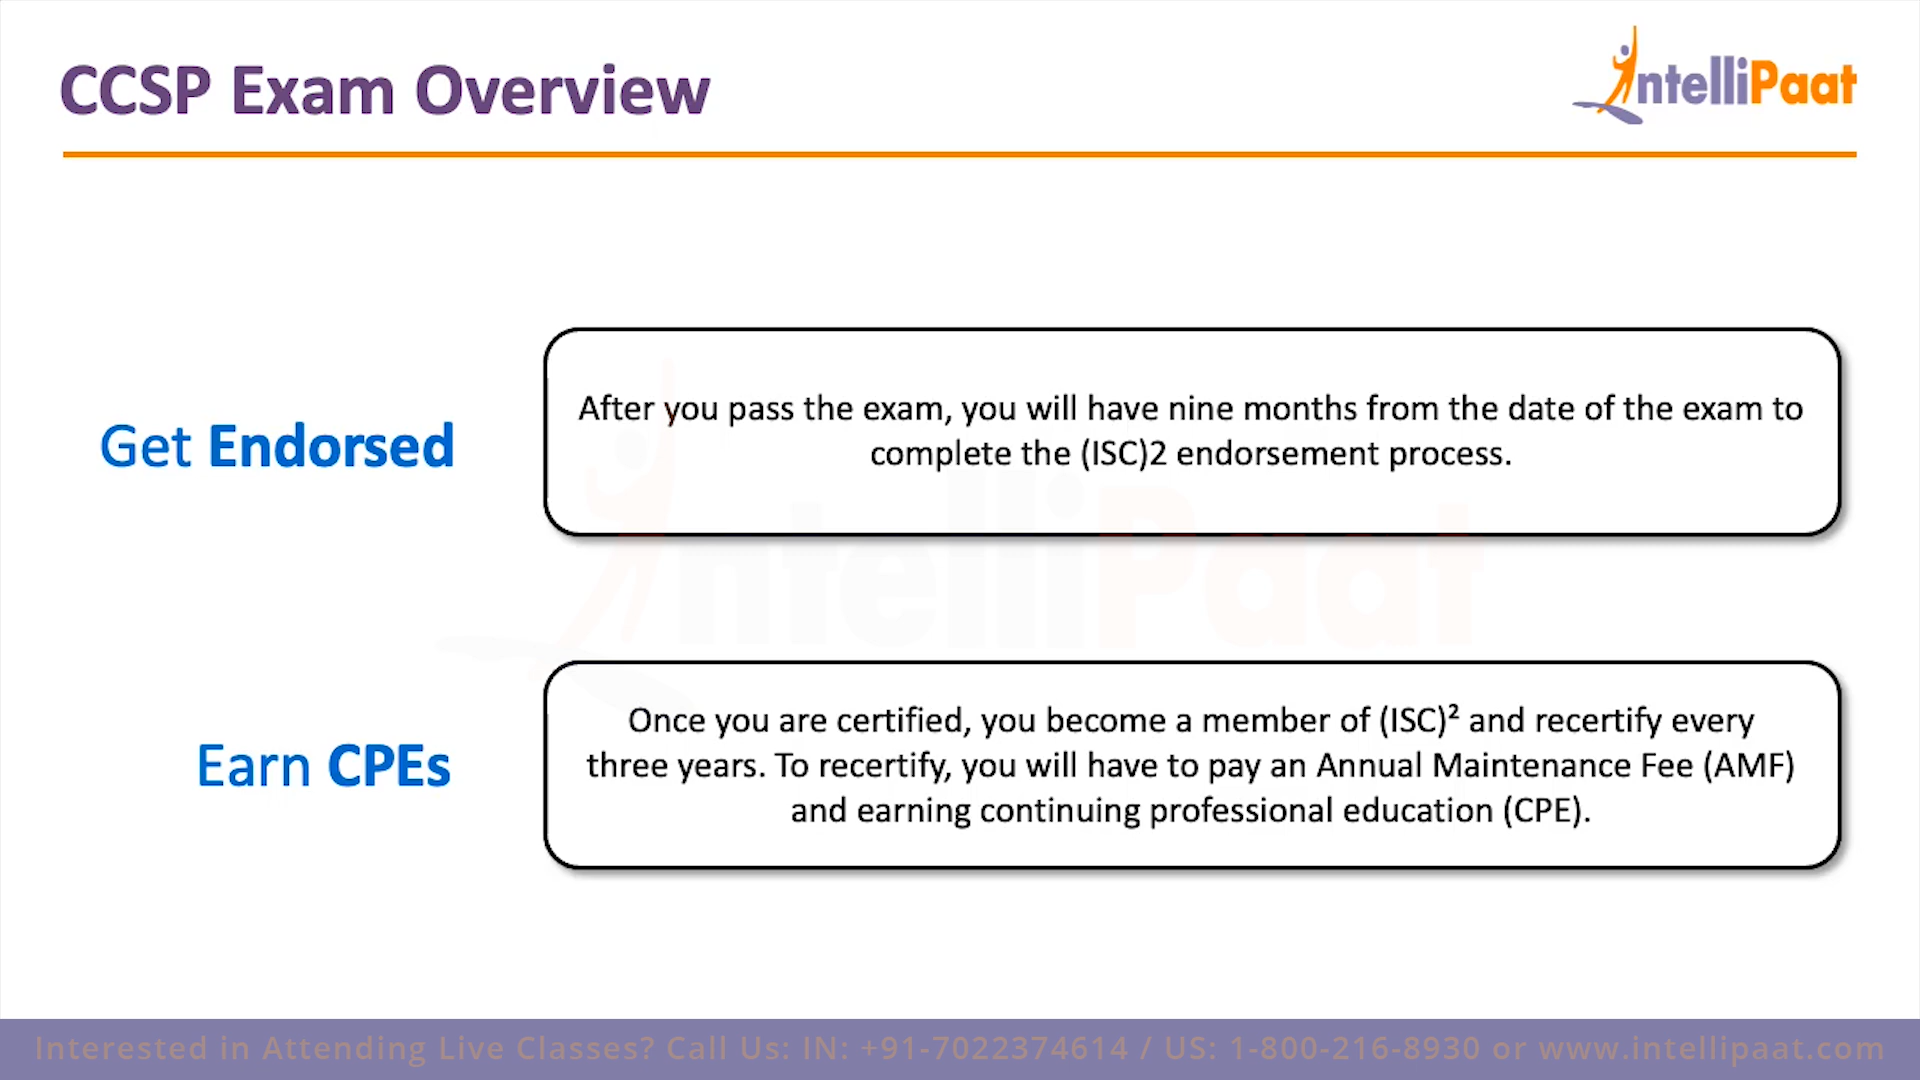 CCSP Exam Overview
IntelliPaat
Get Endorsed
After you pass the exam, you will have nine months from the date of the exam to
complete the (ISC)2 endorsement process.
IntelliPaat
Earn CPEs
Once you are certified, you become a member of (ISC)² and recertify every
three years. To recertify, you will have to pay an Annual Maintenance Fee (AMF)
and earning continuing professional education (CPE).
Interested in Attending Live Classes? Call Us: IN: +91-7022374614 / US: 1-800-216-8930 or www.intellipaat.com